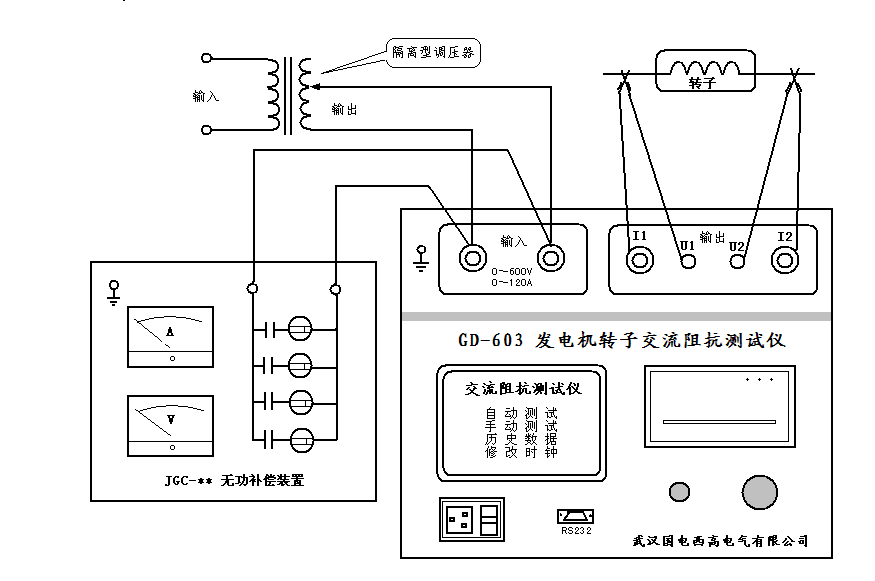 隔离型调压器
输入
输出
转子
输入
0～600V
0～120A
I1
U1
输出
U2
I2
A
V
JGC-** 无功补偿装置
GD-603 发电机转子交流阻抗测试仪
交流阻抗测试仪
自动测试
手动测试
历史数据
修改时钟
RS232
武汉国电西高电气有限公司